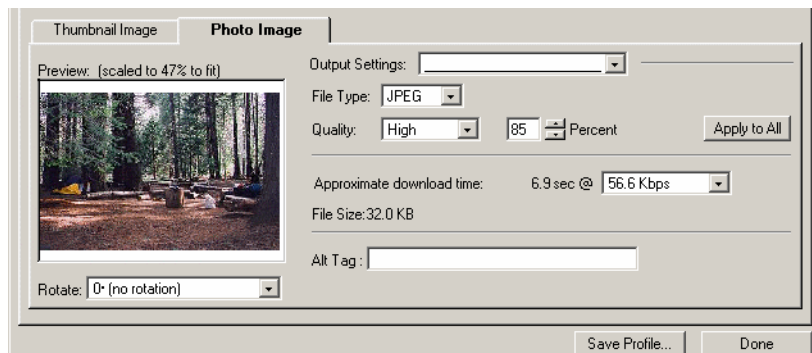 Thumbnail Image
Photo Image
Preview: (scaled to 47% to fit)
Output Settings:
File Type: JPEG
Quality: High 85 Percent Apply to All
Approximate download time: 6.9 sec @ 56.6 Kbps
File Size:32.0 KB
Alt Tag :
Rotate: 0• (no rotation)
Save Profile... Done